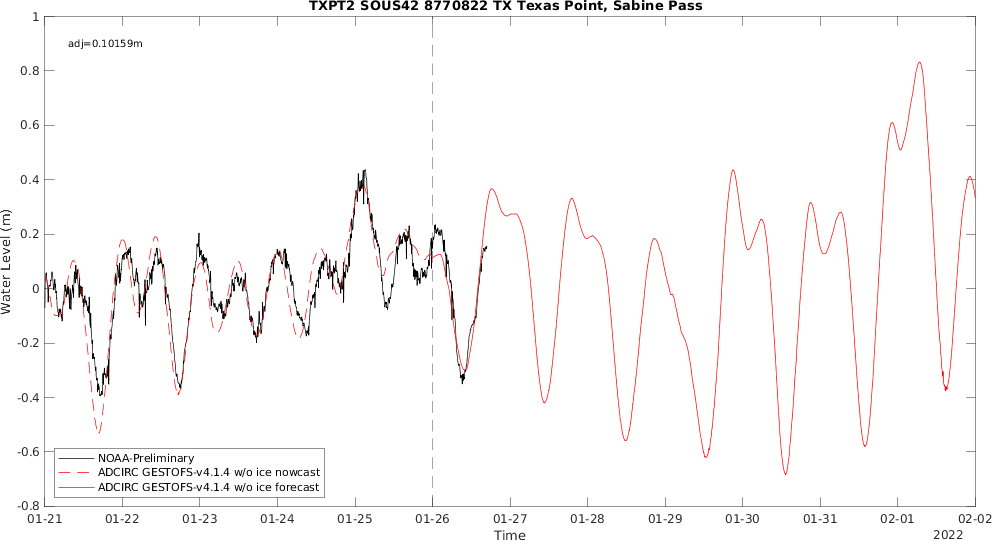 TXPT2 SOUS42 8770822 TX Texas Point, Sabine Pass
1
adj=0.10159m
0.8
0.6
0.4
0.2
0
-0.2
-0.4
-0.6
-0.8
Water Level (m)
NOAA-Preliminary
ADCIRC GESTOFS-v4.1.4 w/o ice nowcast
ADCIRC GESTOFS-v4.1.4 w/o ice forecast
01-21 01-22 01-23 01-24 01-25 01-26 01-27 01-28 01-29 01-30 01-31 02-01 02-02
Time
2022